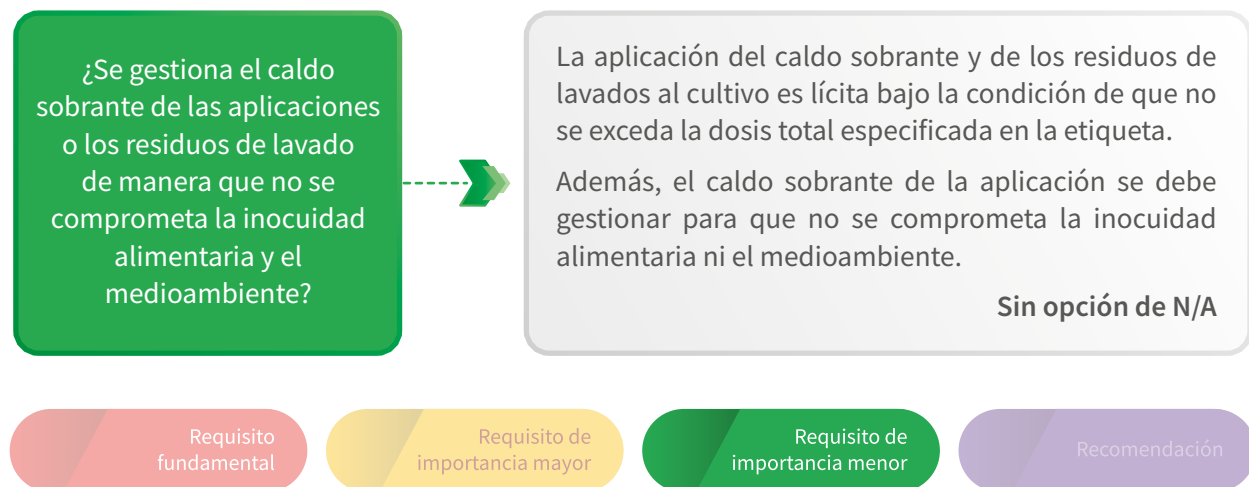 ¿Se gestiona el caldo
sobrante de las aplicaciones
o los residuos de lavado
de manera que no se
comprometa la inocuidad
alimentaria y el
medioambiente?
La aplicación del caldo sobrante y de los residuos de
lavados al cultivo es lícita bajo la condición de que no
se exceda la dosis total especificada en la etiqueta.
Además, el caldo sobrante de la aplicación se debe
gestionar para que no se comprometa la inocuidad
alimentaria ni el medioambiente.
Sin opción de N/A
Requisito
fundamental
Requisito de
importancia mayor
Requisito de
importancia menor
Recomendación